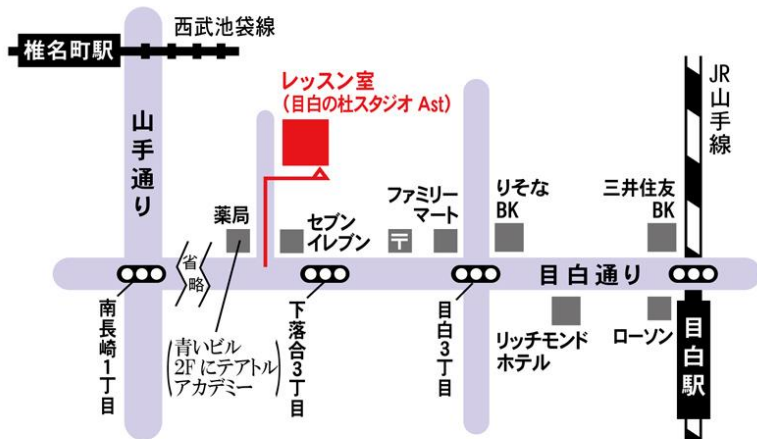 西武池袋線
椎名町駅
レッスン室
(目白の杜スタジオ Ast)
JR山手線
山手通り
薬局
セブン
イレブン
〒
ファミリー
マート
りそな
BK
三井住友
BK
省略
目白通り
南長崎1丁目
(青いビル
2Fにテアトル
アカデミー)
下落合3丁目
目白3丁目
リッチモンド
ホテル
ローソン
目白駅